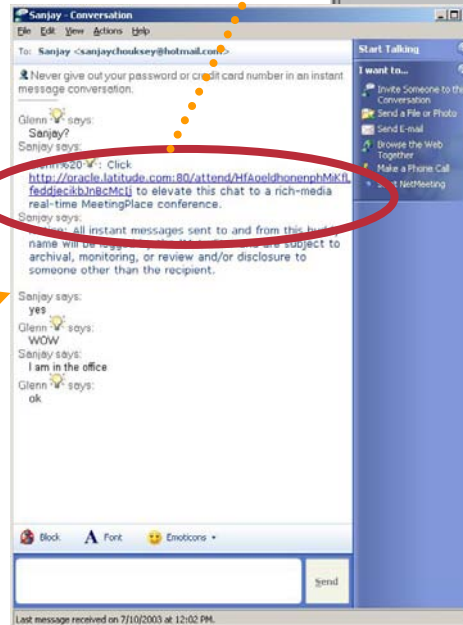 Sanjay - Conversation
File Edit View Actions Help
To: Sanjay <sanjaychouksey@hotmail.com>
Never give out your password or credit card number in an instant
message conversation.
Glenn says:
Sanjay?
Sanjay says:
Click
http://oracle.latitude.com:80/attend/
to elevate this chat to a rich-media
real-time MeetingPlace conference.
Sanjay says:
All instant messages sent to and from this
name will be are subject to
archival, monitoring, or review and/or disclosure to
someone other than the recipient.
Sanjay says:
yes
Glenn says:
WOW
Sanjay says:
I am in the office
Glenn says:
ok
Block A Font Emoticons
Send
Last message received on 7/10/2003 at 12:02 PM.
Start Talking
I want to...
Invite Someone to the
Conversation
Send a File or Photo
Send E-mail
Browse the Web
Together
Make a Phone Call
NetMeeting